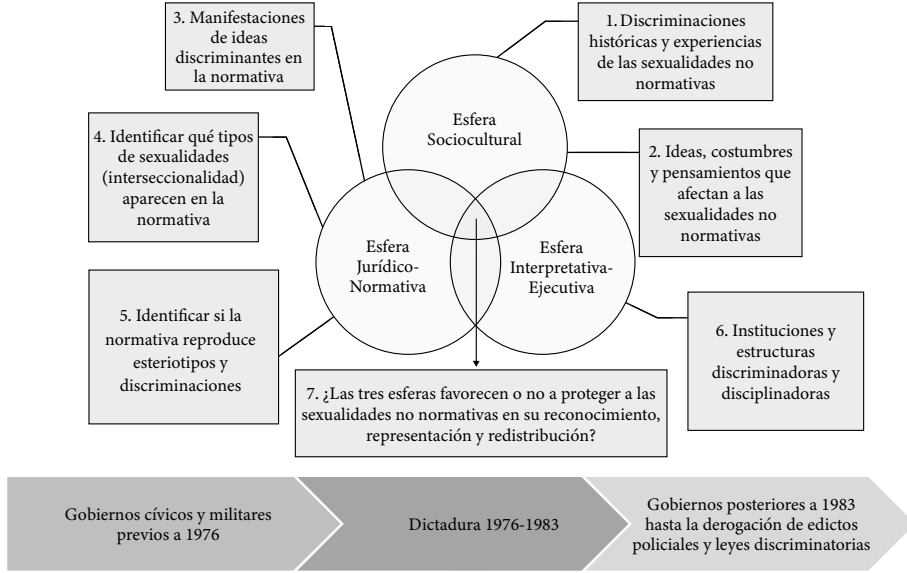 3. Manifestaciones
de ideas
discriminantes en
la normativa
1. Discriminaciones
históricas y experiencias
de las sexualidades no
normativas
Esfera
Sociocultural
4. Identificar qué tipos
de sexualidades
(interseccionalidad)
aparecen en la
normativa
2. Ideas, costumbres
y pensamientos que
afectan a las
sexualidades no
normativas
Esfera
Jurídico-
Normativa
Esfera
Interpretativa-
Ejecutiva
5. Identificar si la
normativa reproduce
esteriotipos y
discriminaciones
6. Instituciones y
estructuras
discriminadoras y
disciplinadoras
7. ¿Las tres esferas favorecen o no a proteger a las
sexualidades no normativas en su reconocimiento,
representación y redistribución?
Gobiernos cívicos y militares
previos a 1976
Dictadura 1976-1983
Gobiernos posteriores a 1983
hasta la derogación de edictos
policiales y leyes discriminatorias